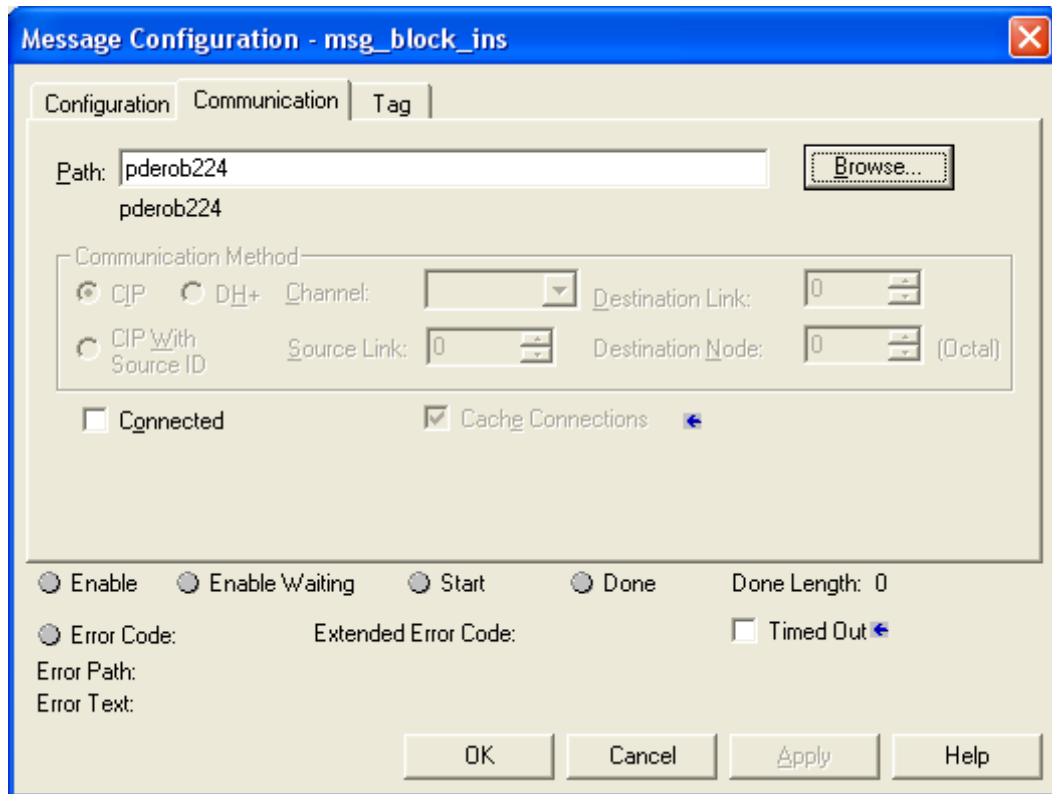 Message Configuration - msg_block_ins
Configuration Communication Tag
Path: pderob224 Browse...
pderob224
Communication Method
CIP DH+ Channel: Destination Link: 0
CIP With Source ID Source Link: 0 Destination Node: 0 (Octal)
Connected Cache Connections
Enable Enable Waiting Start Done Done Length: 0
Error Code: Extended Error Code: Timed Out
Error Path:
Error Text:
OK Cancel Apply Help